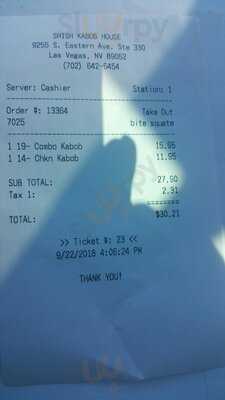 SHISH KABOB HOUSE
9255 S. Eastern Ave. Ste 330
Las Vegas, NV 89052
(702) 642-5454
Server: Cashier Station: 1
Order #: 13364 Take Out
7025 bite squate
1 19- Combo Kabob 15.95
1 14- Chkn Kabob 11.95
SUB TOTAL: 27.90
Tax 1: 2.31
TOTAL: $30.21
>> Ticket #: 23 <<
9/22/2018 4:06:24 PM
THANK YOU!